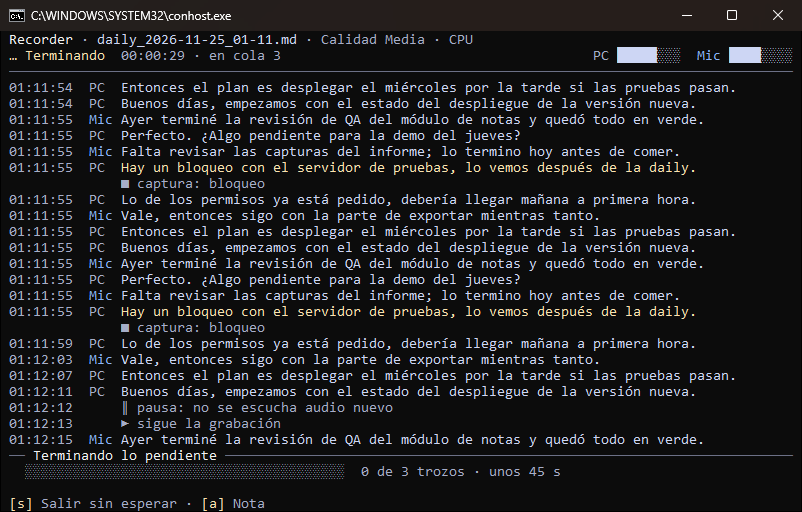 C:\WINDOWS\SYSTEM32\conhost.exe
Recorder · daily_2026-11-25_01-11.md · Calidad Media · CPU
… Terminando 00:00:29 · en cola 3 PC Mic
01:11:54 PC Entonces el plan es desplegar el miércoles por la tarde si las pruebas pasan.
01:11:54 PC Buenos días, empezamos con el estado del despliegue de la versión nueva.
01:11:55 Mic Ayer terminé la revisión de QA del módulo de notas y quedó todo en verde.
01:11:55 PC Perfecto. ¿Algo pendiente para la demo del jueves?
01:11:55 Mic Falta revisar las capturas del informe; lo termino hoy antes de comer.
01:11:55 PC Hay un bloqueo con el servidor de pruebas, lo vemos después de la daily.
■ captura: bloqueo
01:11:55 PC Lo de los permisos ya está pedido, debería llegar mañana a primera hora.
01:11:55 Mic Vale, entonces sigo con la parte de exportar mientras tanto.
01:11:55 PC Entonces el plan es desplegar el miércoles por la tarde si las pruebas pasan.
01:11:55 PC Buenos días, empezamos con el estado del despliegue de la versión nueva.
01:11:55 Mic Ayer terminé la revisión de QA del módulo de notas y quedó todo en verde.
01:11:55 PC Perfecto. ¿Algo pendiente para la demo del jueves?
01:11:55 Mic Falta revisar las capturas del informe; lo termino hoy antes de comer.
01:11:55 PC Hay un bloqueo con el servidor de pruebas, lo vemos después de la daily.
■ captura: bloqueo
01:11:59 PC Lo de los permisos ya está pedido, debería llegar mañana a primera hora.
01:12:03 Mic Vale, entonces sigo con la parte de exportar mientras tanto.
01:12:07 PC Entonces el plan es desplegar el miércoles por la tarde si las pruebas pasan.
01:12:11 PC Buenos días, empezamos con el estado del despliegue de la versión nueva.
01:12:12 ‖ pausa: no se escucha audio nuevo
01:12:13 ► sigue la grabación
01:12:15 Mic Ayer terminé la revisión de QA del módulo de notas y quedó todo en verde.
Terminando lo pendiente
0 de 3 trozos · unos 45 s
[s] Salir sin esperar · [a] Nota